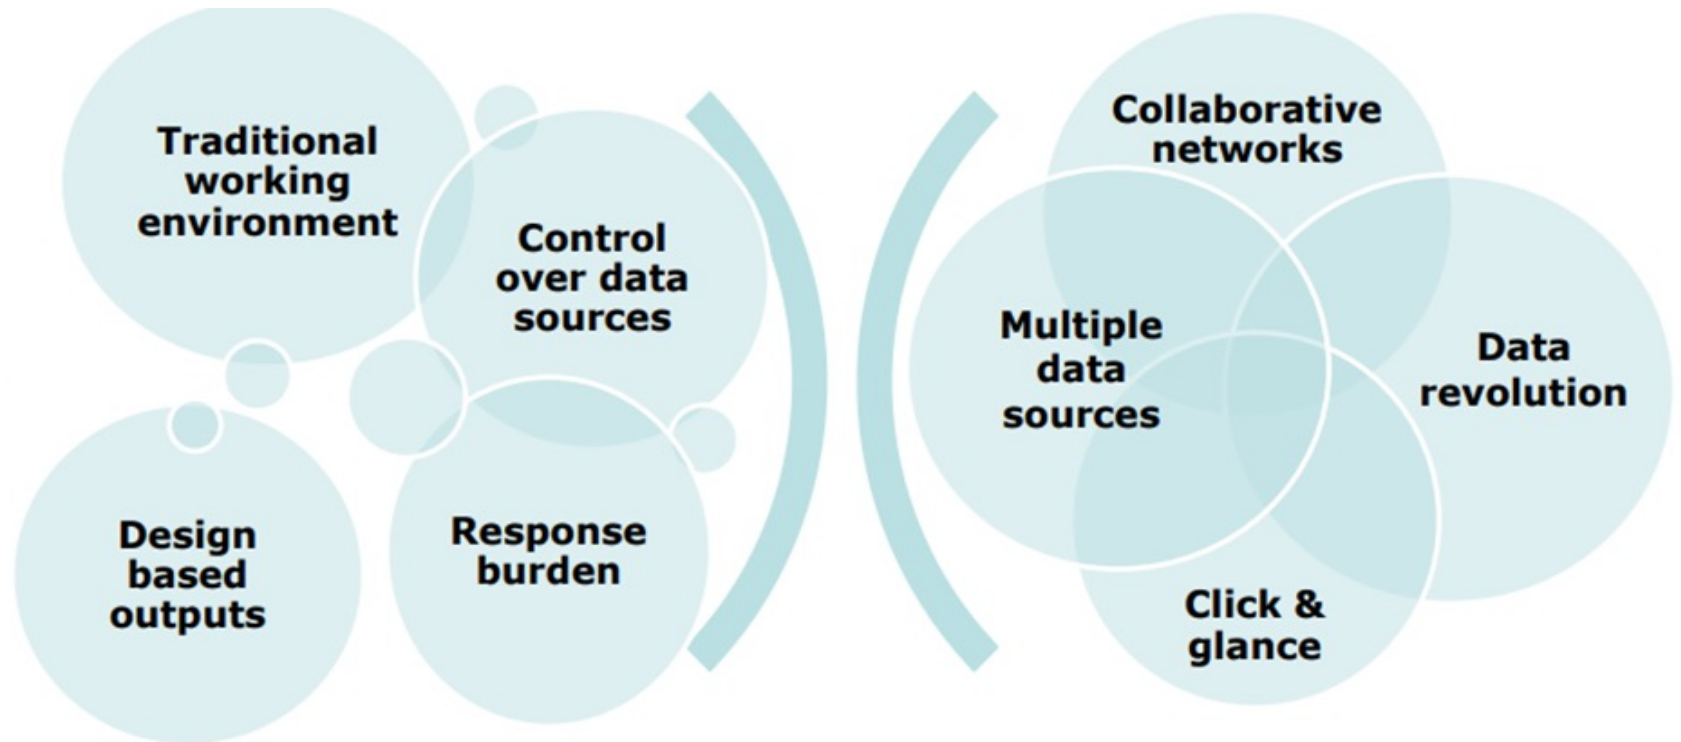 Traditional
working
environment
Control
over data
sources
Design
based
outputs
Response
burden
Collaborative
networks
Multiple
data
sources
Data
revolution
Click &
glance